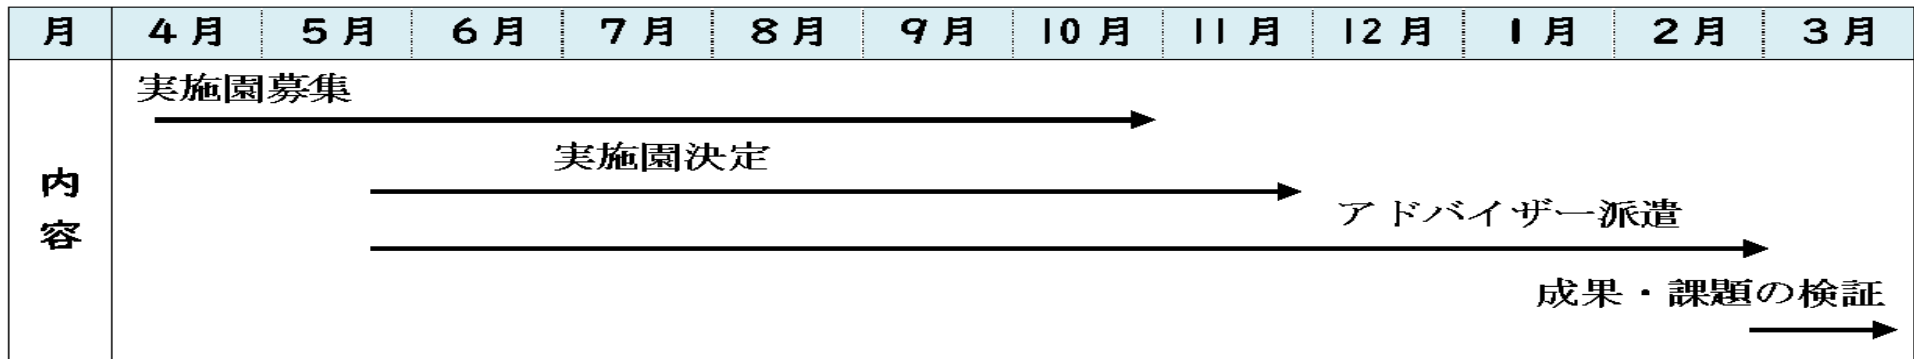 月 4月 5月 6月 7月 8月 9月 10月 11月 12月 1月 2月 3月
内容
実施園募集
実施園決定
アドバイザー派遣
成果・課題の検証